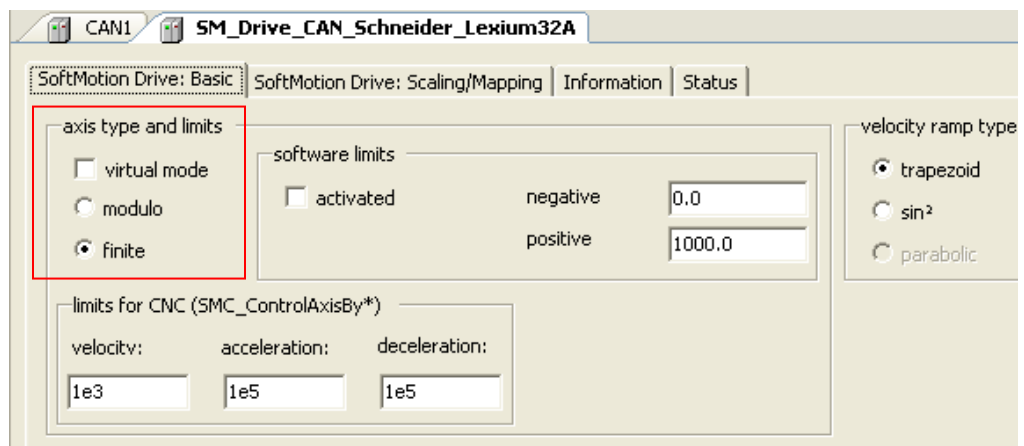 CAN1 SM_Drive_CAN_Schneider_Lexium32A
SoftMotion Drive: Basic SoftMotion Drive: Scaling/Mapping Information Status
axis type and limits
virtual mode
modulo
finite
software limits
activated
negative 0.0
positive 1000.0
velocity ramp type
trapezoid
sin²
parabolic
limits for CNC (SMC_ControlAxisBy*)
velocity: acceleration: deceleration:
1e3 1e5 1e5